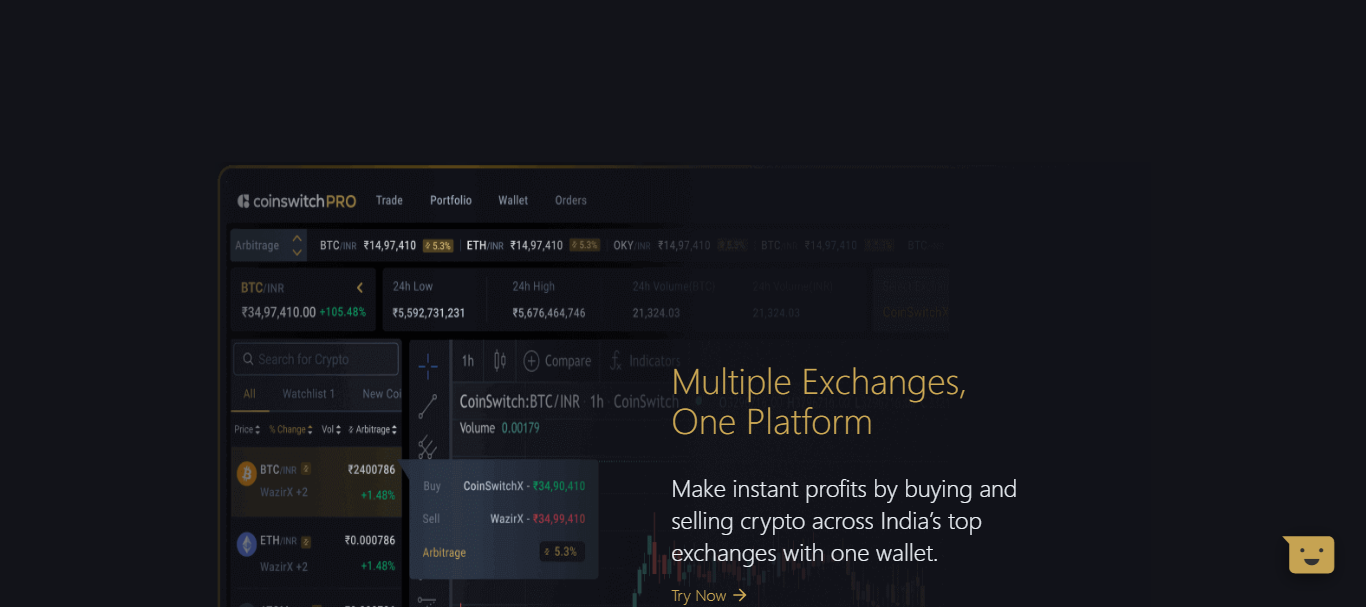 coinswitch PRO Trade Portfolio Wallet Orders
Arbitrage BTC/INR ₹14,97,410 5.3% ETH/INR ₹14,97,410 5.3% OKY/INR ₹14,97,410 5.3% BTC ₹14,97,410 5.3% BTC
BTC/INR 24h Low 24h High 24h Volume(BTC)
₹34,97,410.00 +105.48% ₹5,592,731,231 ₹5,676,464,746 21,324.03 21,324.03 CoinSwitchX
Search for Crypto 1h Compare Indicators
All Watchlist 1 New Coi
CoinSwitch:BTC/INR · 1h · CoinSwitch
Price % Change Vol Arbitrage
Volume 0.00179
Multiple Exchanges,
One Platform
BTC/INR ₹2400786
WazirX +2 +1.48%
Buy CoinSwitchX - ₹34,90,410
Sell WazirX - ₹34,99,410
Arbitrage 5.3%
ETH/INR ₹0.000786
WazirX +2 +1.48%
Make instant profits by buying and
selling crypto across India’s top
exchanges with one wallet.
Try Now →